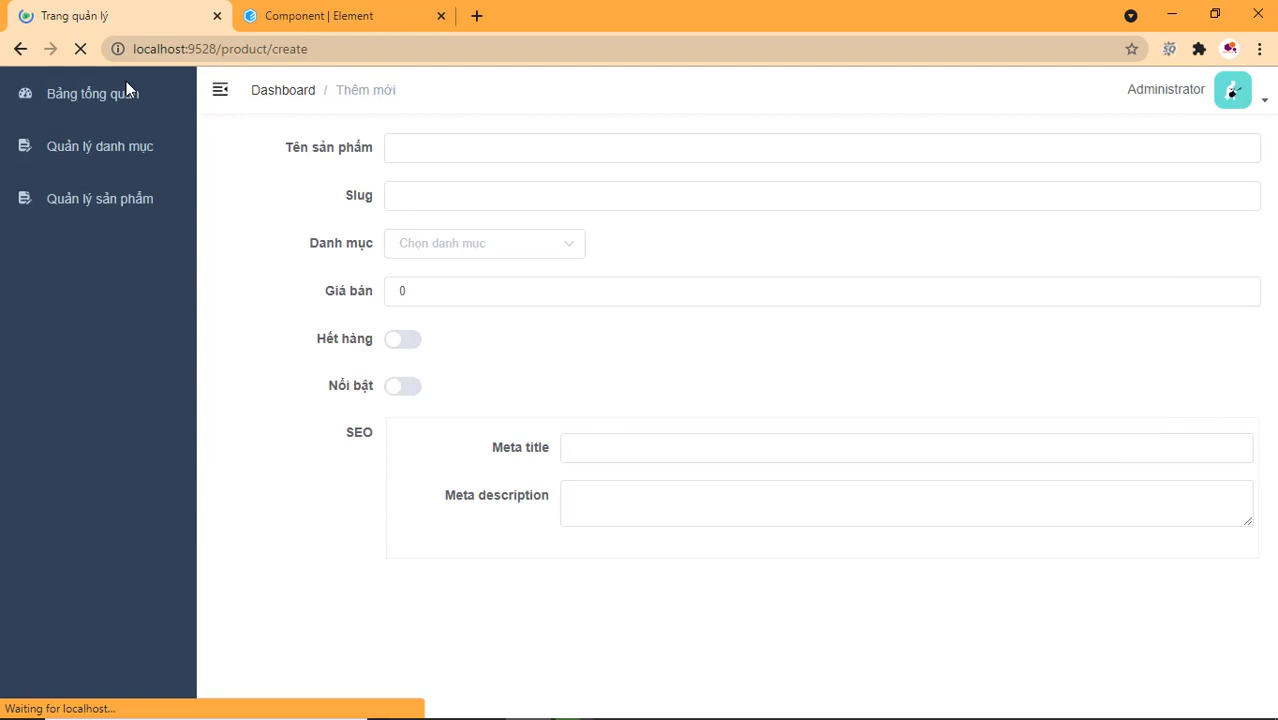 Trang quản lý
Component | Element
localhost:9528/product/create
Bảng tổng quan
Quản lý danh mục
Quản lý sản phẩm
Dashboard / Thêm mới
Administrator
Tên sản phẩm
Slug
Danh mục
Chọn danh mục
Giá bán
0
Hết hàng
Nổi bật
SEO
Meta title
Meta description
Waiting for localhost...